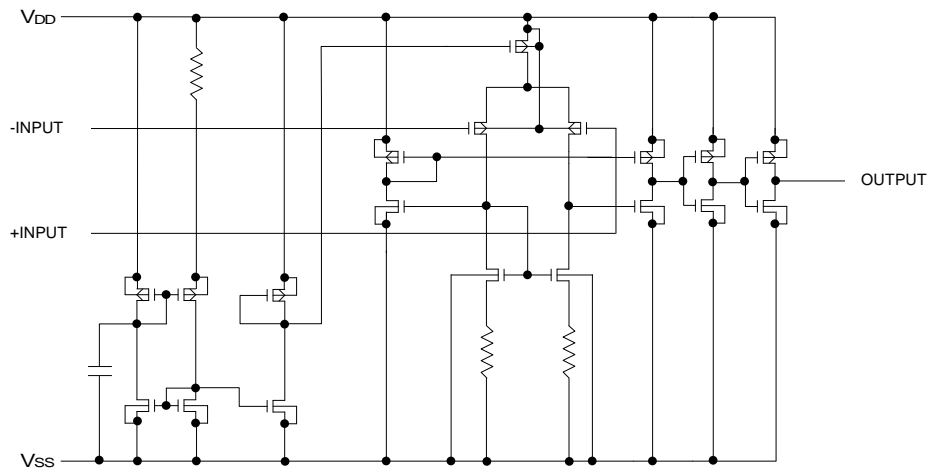 VDD
-INPUT
OUTPUT
+INPUT
VSS